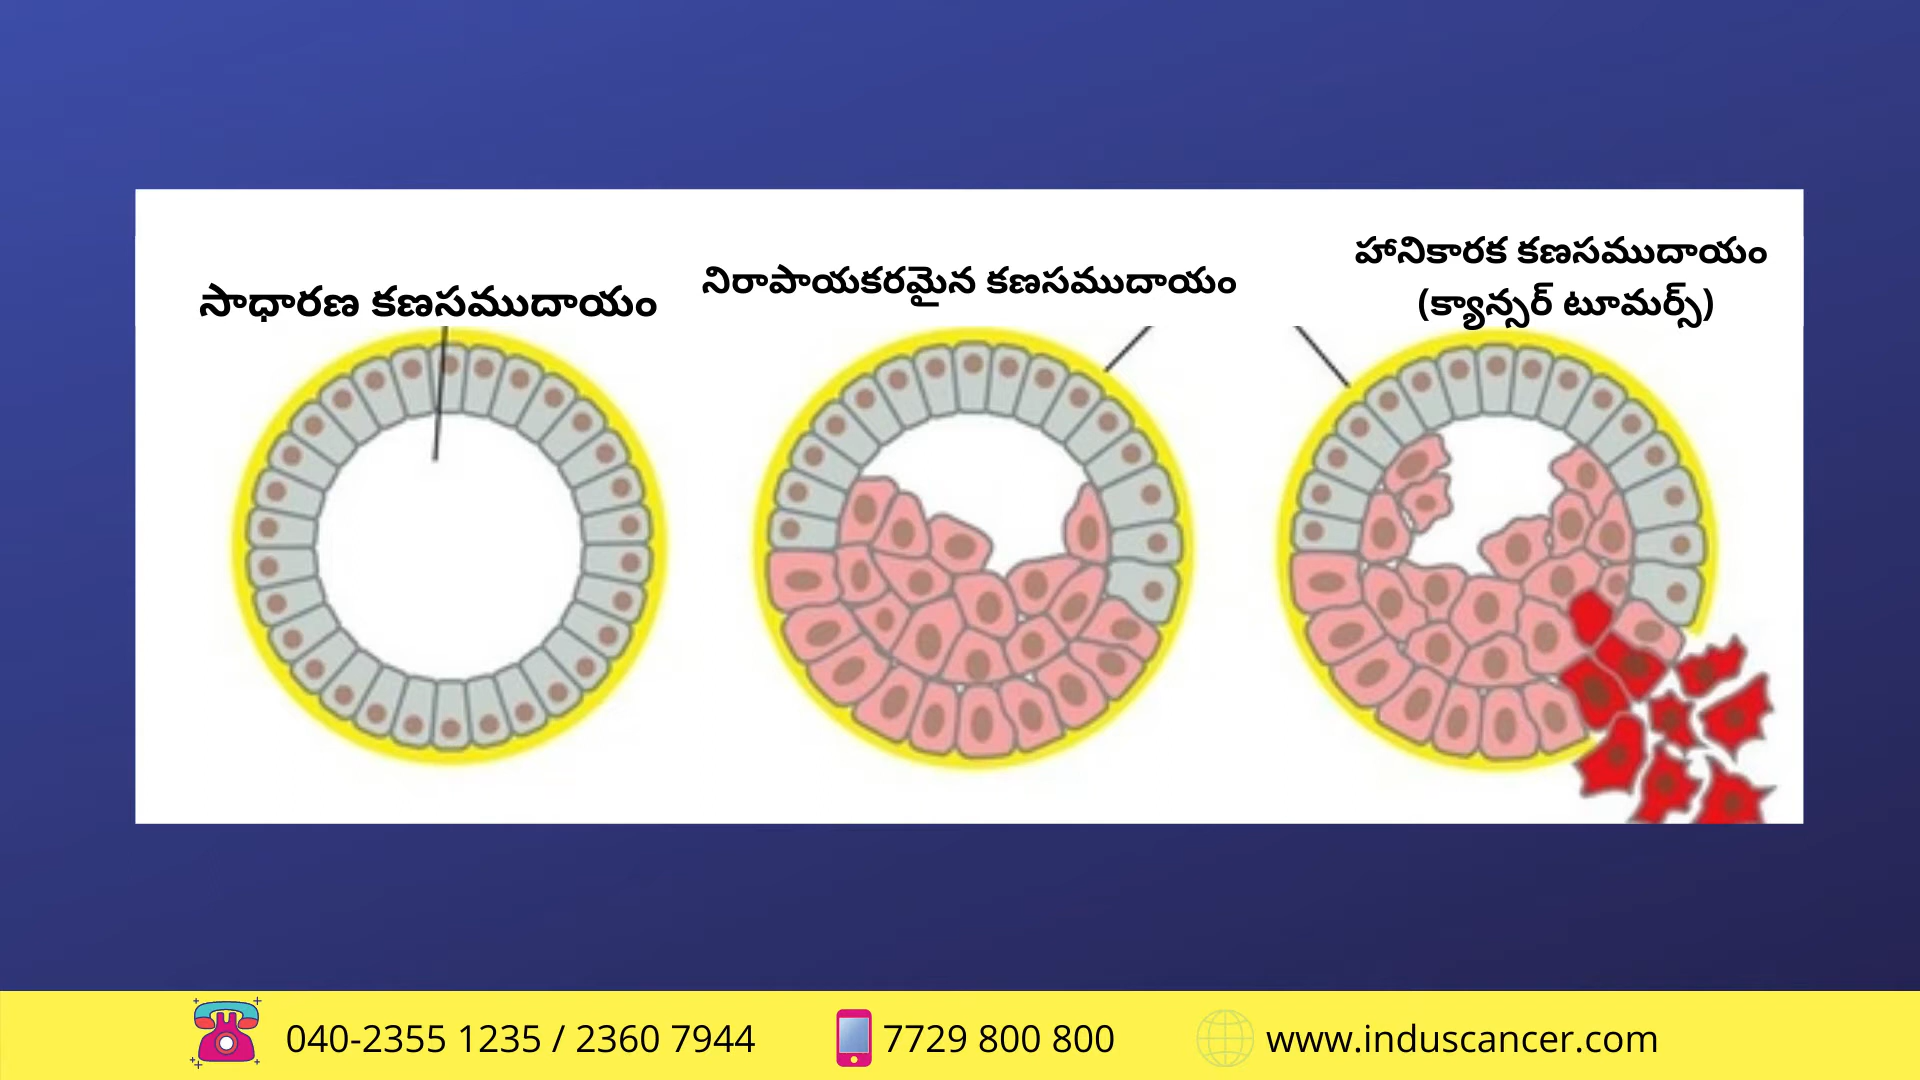 సాధారణ కణసముదాయం
నిరాపాయకరమైన కణసముదాయం
హానికారక కణసముదాయం
(క్యాన్సర్ టూమర్స్)
040-2355 1235 / 2360 7944
7729 800 800
www.induscancer.com